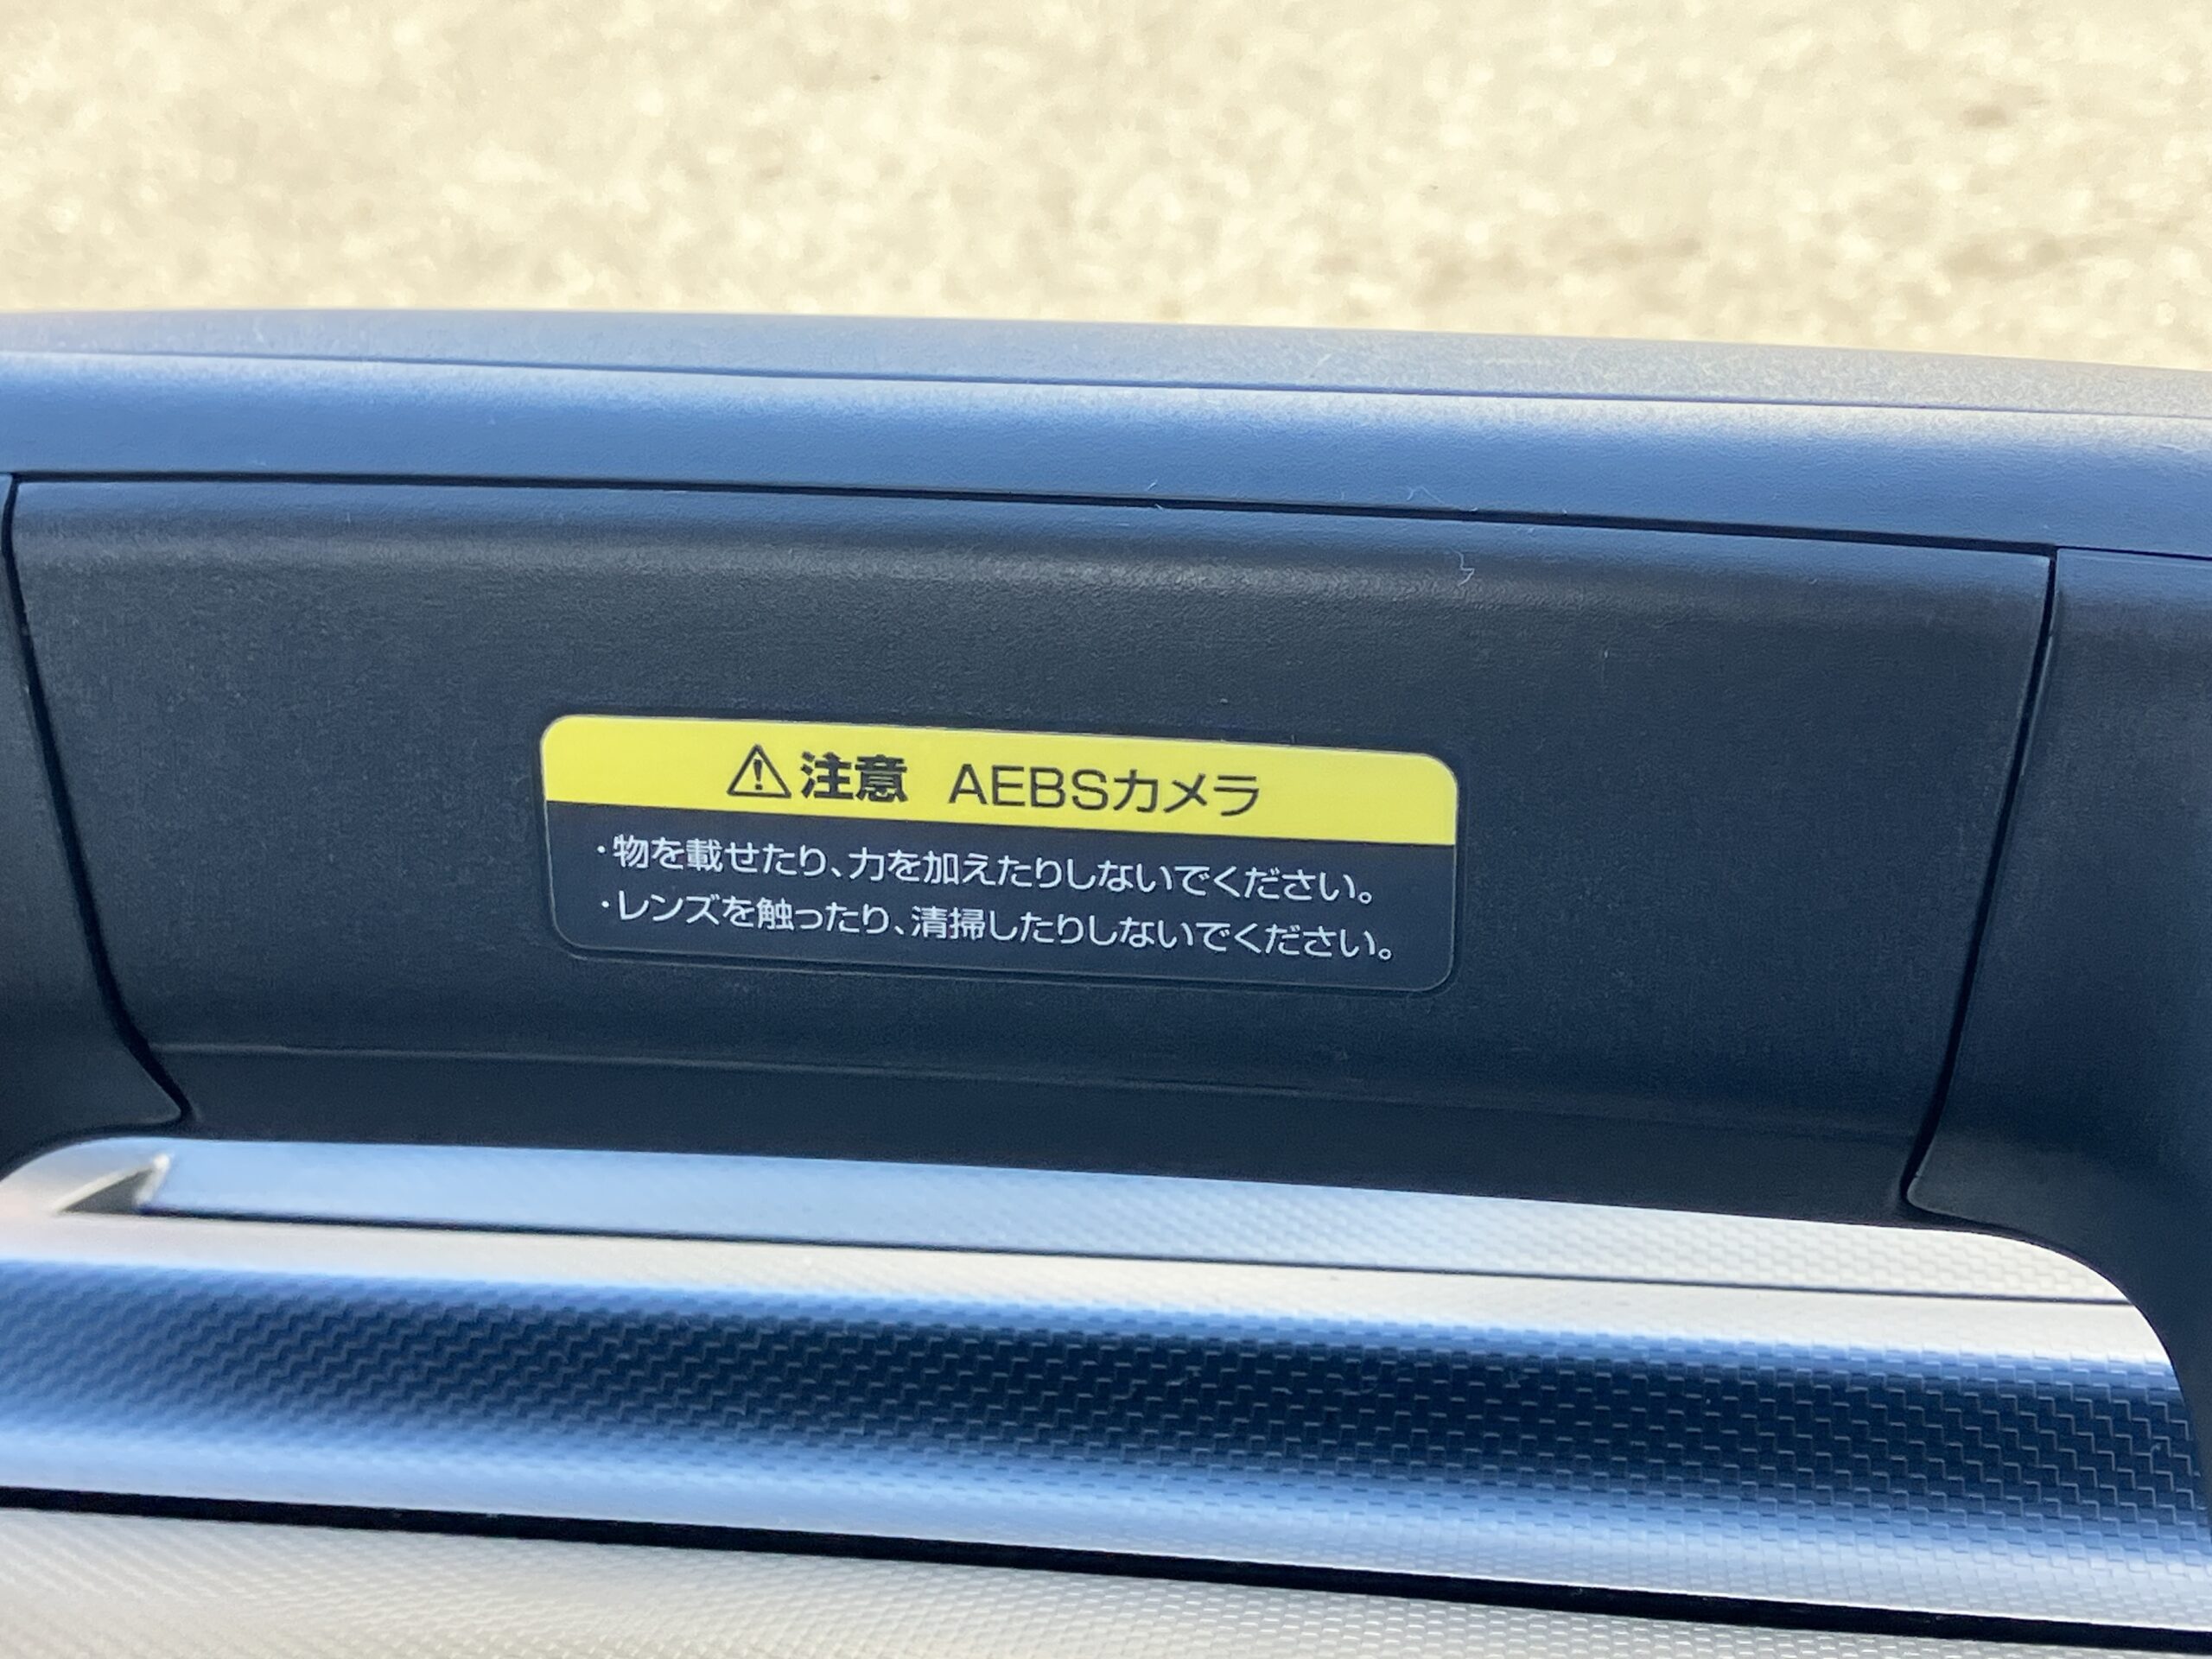 ⚠注意 AEBSカメラ
・物を載せたり、力を加えたりしないでください。
・レンズを触ったり、清掃したりしないでください。